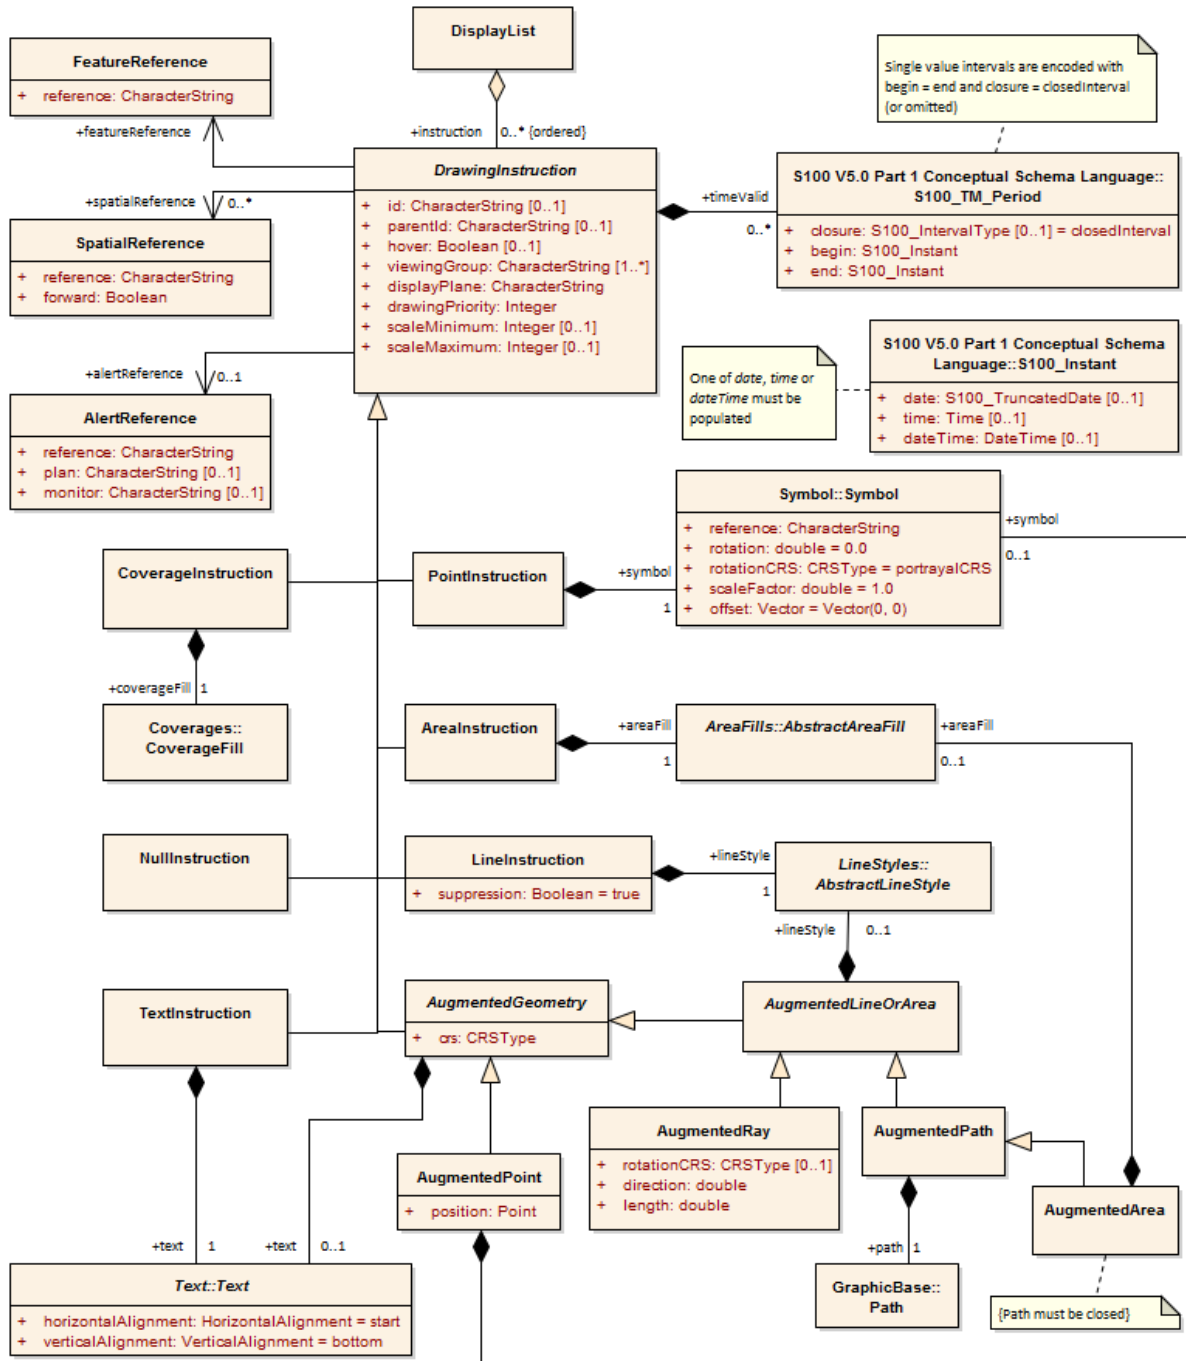 DisplayList
FeatureReference
+ reference: CharacterString
+featureReference
+instruction
0..* {ordered}
Single value intervals are encoded with
begin = end and closure = closedInterval
(or omitted)
DrawingInstruction
+ id: CharacterString [0..1]
+ parentId: CharacterString [0..1]
+ hover: Boolean [0..1]
+ viewingGroup: CharacterString [1..*]
+ displayPlane: CharacterString
+ drawingPriority: Integer
+ scaleMinimum: Integer [0..1]
+ scaleMaximum: Integer [0..1]
+timeValid
0..*
S100 V5.0 Part 1 Conceptual Schema Language::
S100_TM_Period
+ closure: S100_IntervalType [0..1] = closedInterval
+ begin: S100_Instant
+ end: S100_Instant
+spatialReference
0..*
SpatialReference
+ reference: CharacterString
+ forward: Boolean
One of date, time or
dateTime must be
populated
S100 V5.0 Part 1 Conceptual Schema
Language::S100_Instant
+ date: S100_TruncatedDate [0..1]
+ time: Time [0..1]
+ dateTime: DateTime [0..1]
+alertReference
0..1
AlertReference
+ reference: CharacterString
+ plan: CharacterString [0..1]
+ monitor: CharacterString [0..1]
Symbol::Symbol
+ reference: CharacterString
+ rotation: double = 0.0
+ rotationCRS: CRSType = portrayalCRS
+ scaleFactor: double = 1.0
+ offset: Vector = Vector(0, 0)
+symbol
0..1
CoverageInstruction
PointInstruction
+symbol
1
+coverageFill
1
Coverages::
CoverageFill
AreaInstruction
+areaFill
1
AreaFills::AbstractAreaFill
+areaFill
0..1
NullInstruction
LineInstruction
+ suppression: Boolean = true
+lineStyle
1
LineStyles::
AbstractLineStyle
+lineStyle
0..1
TextInstruction
AugmentedGeometry
+ crs: CRSType
AugmentedLineOrArea
AugmentedRay
+ rotationCRS: CRSType [0..1]
+ direction: double
+ length: double
AugmentedPath
AugmentedPoint
+ position: Point
AugmentedArea
+text
1
+text
0..1
+path
1
Text::Text
+ horizontalAlignment: HorizontalAlignment = start
+ verticalAlignment: VerticalAlignment = bottom
GraphicBase::
Path
{Path must be closed}